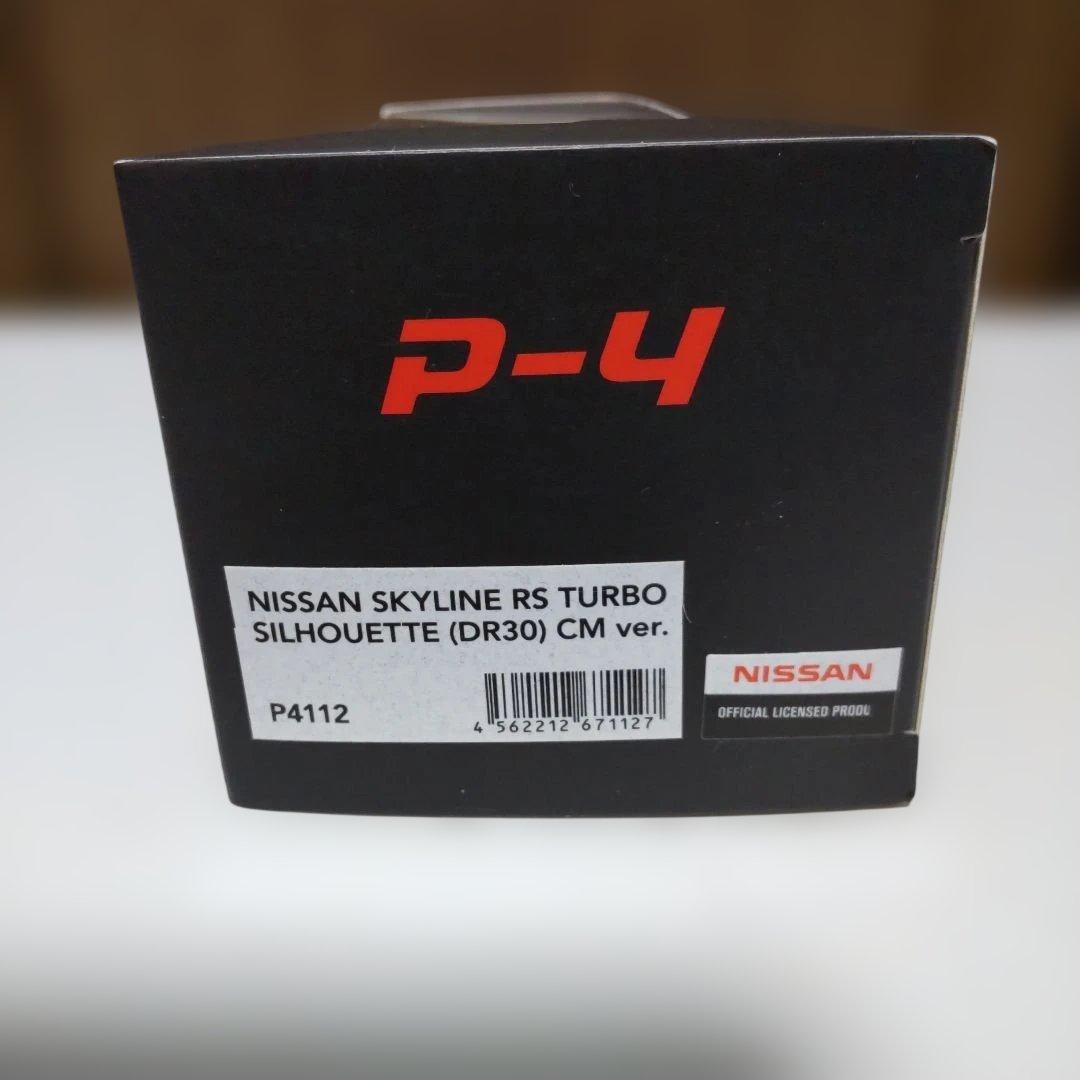 P-4
NISSAN SKYLINE RS TURBO
SILHOUETTE (DR30) CM ver.
P4112
4 562212 671127
NISSAN
OFFICIAL LICENSED PRODU